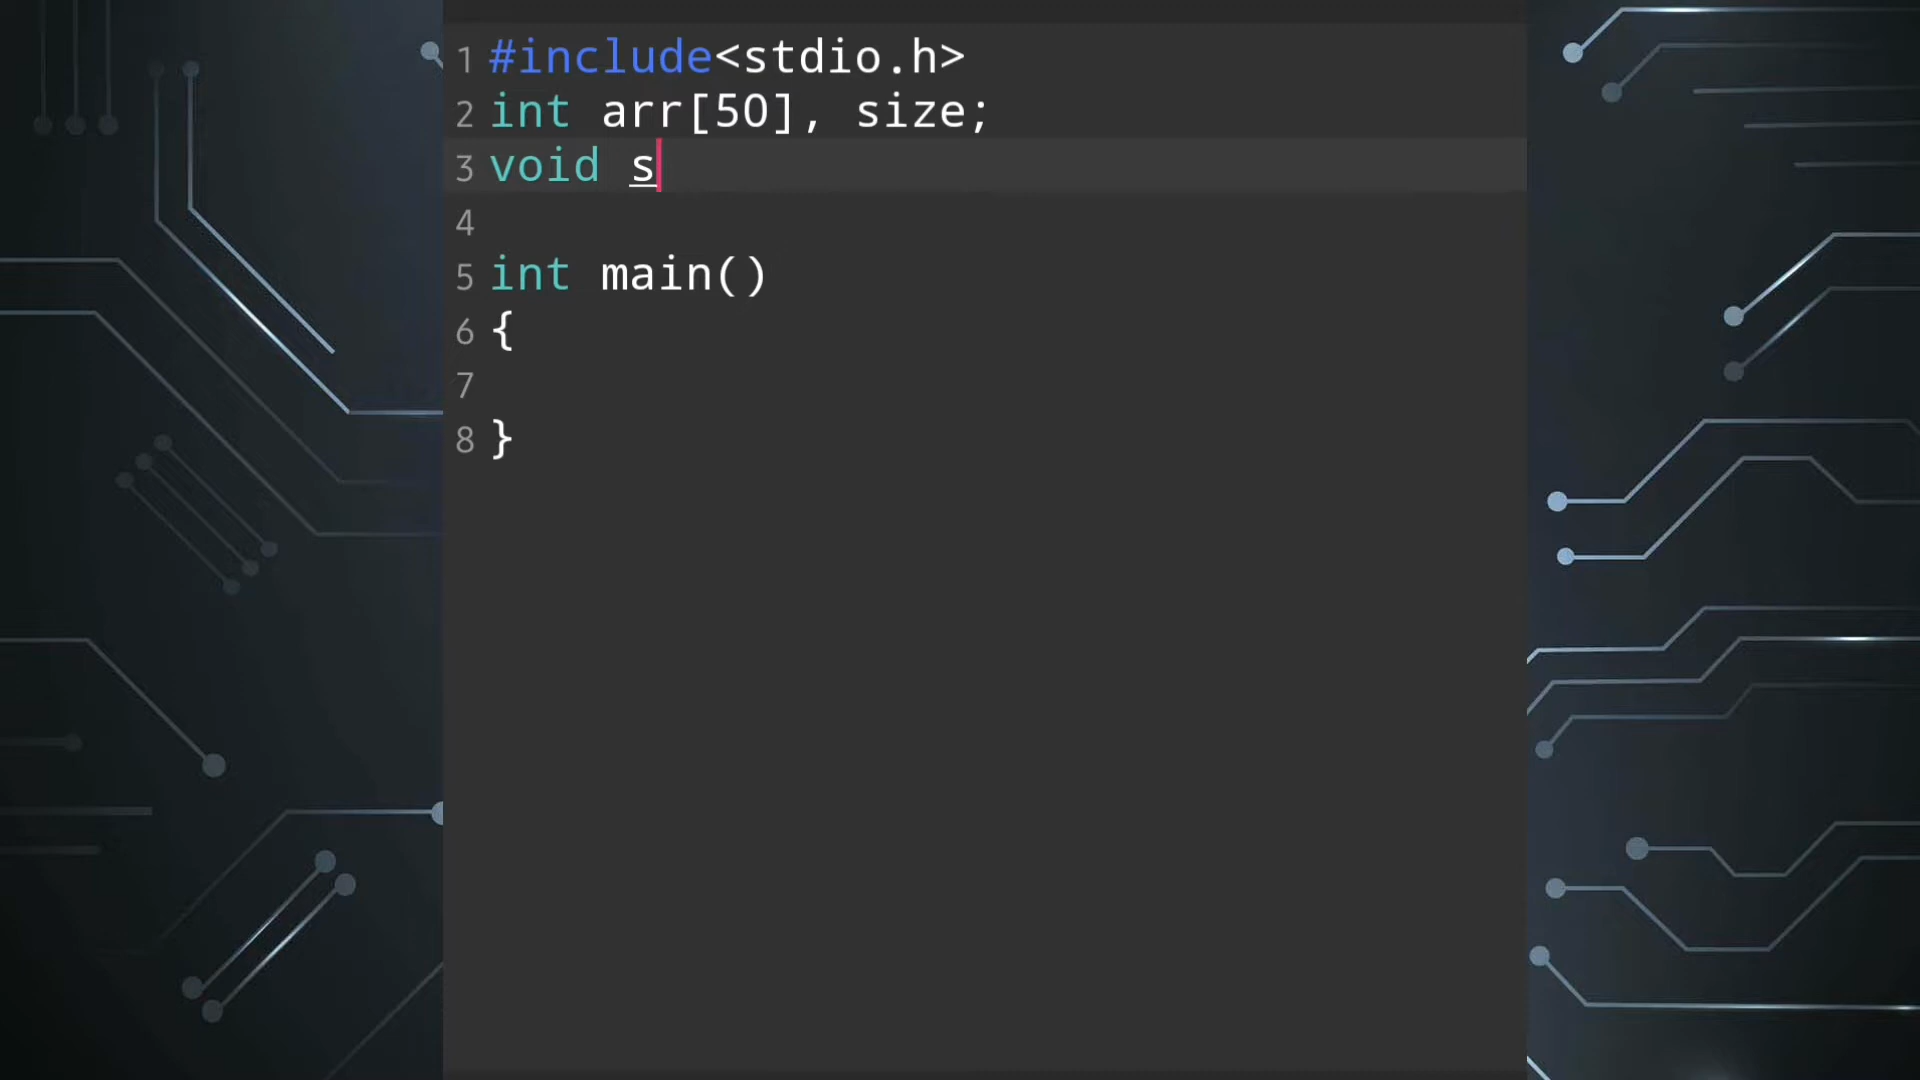 1 #include<stdio.h>
2 int arr[50], size;
3 void s
4
5 int main()
6 {
7
8 }